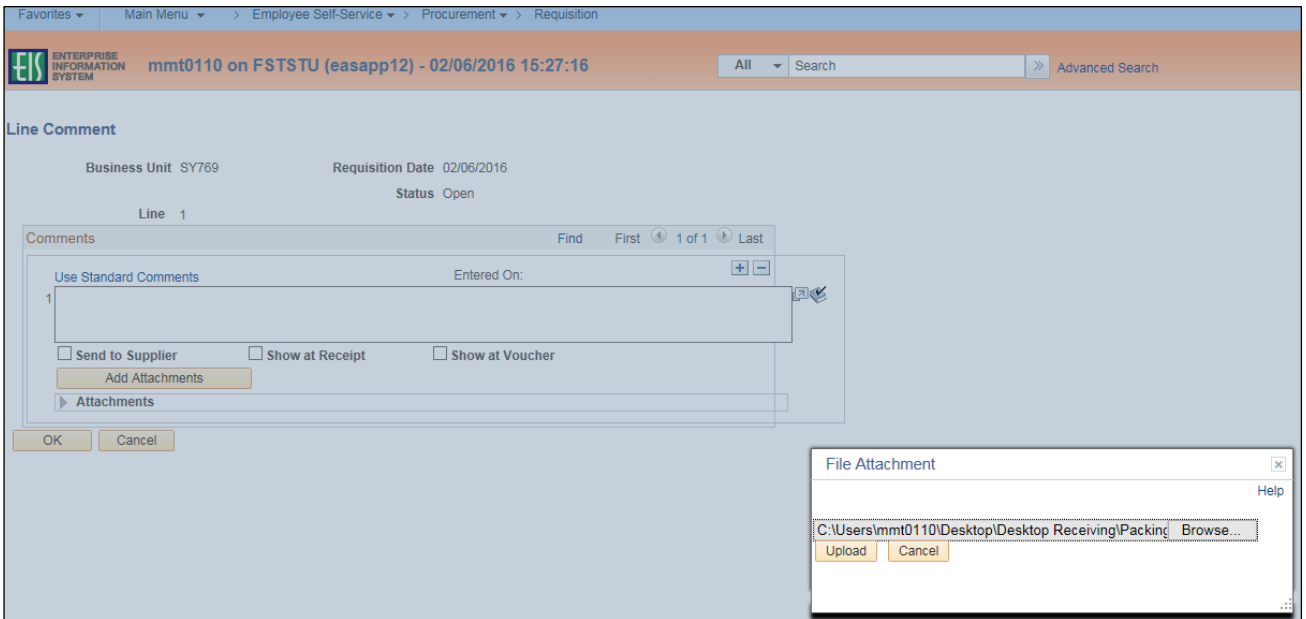 Favorites Main Menu > Employee Self-Service > Procurement > Requisition
EIS ENTERPRISE INFORMATION SYSTEM
mmt0110 on FSTSTU (easapp12) - 02/06/2016 15:27:16
All Search » Advanced Search
Line Comment
Business Unit SY769 Requisition Date 02/06/2016
Status Open
Line 1
Comments Find First 1 of 1 Last
Use Standard Comments Entered On:
1
Send to Supplier Show at Receipt Show at Voucher
Add Attachments
Attachments
OK Cancel
File Attachment
Help
C:\Users\mmt0110\Desktop\Desktop Receiving\Packing Browse...
Upload Cancel